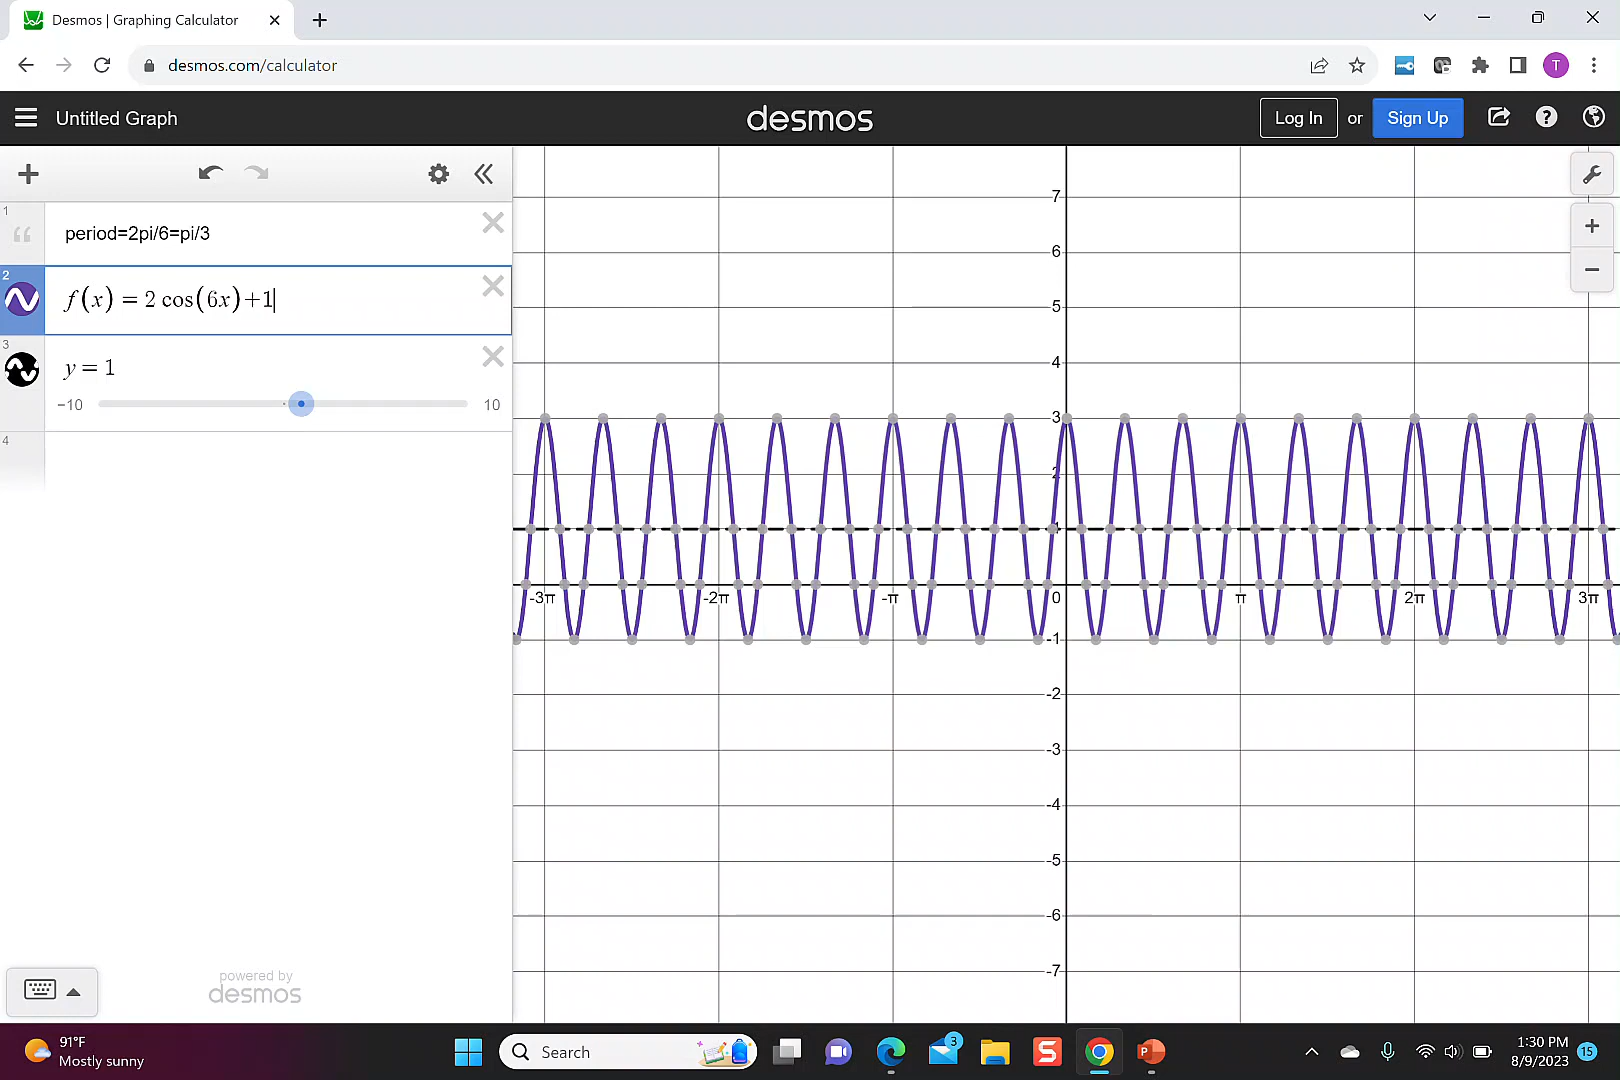 Desmos | Graphing Calculator
desmos.com/calculator
T
Untitled Graph
desmos
Log In or Sign Up
1
period=2pi/6=pi/3
2
f(x) = 2 cos(6x)+1
3
y = 1
−10 10
4
7
6
5
4
3
2
1
-3π -2π -π 0 π 2π 3π
-1
-2
-3
-4
-5
-6
-7
powered by
desmos
91°F
Mostly sunny
Search
3
S
P
1:30 PM
8/9/2023
15